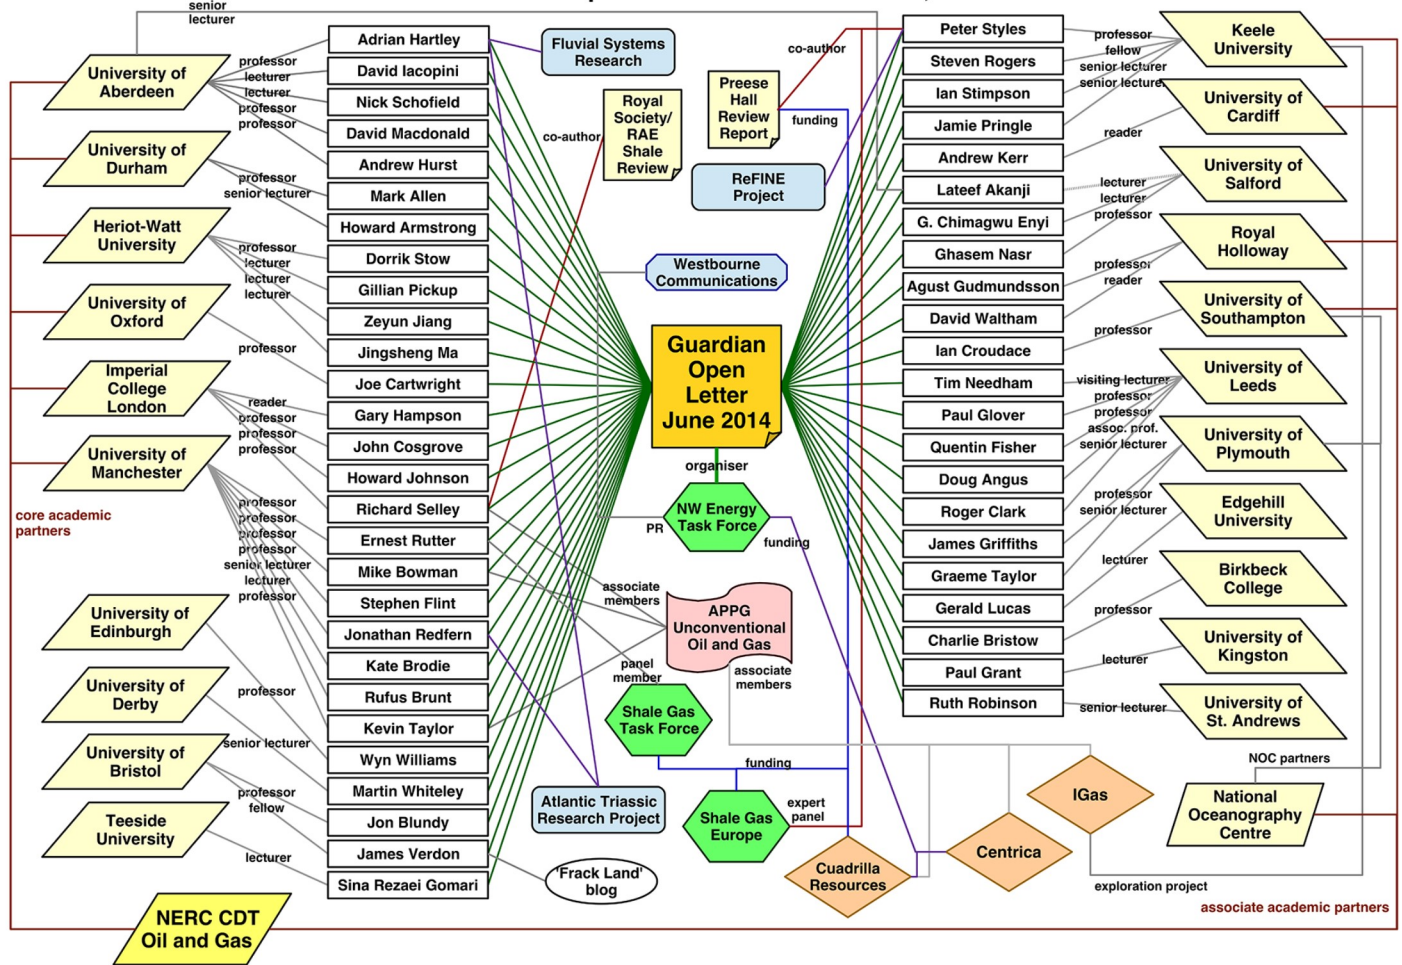 senior
lecturer
University of
Aberdeen
University of
Durham
Heriot-Watt
University
University of
Oxford
Imperial
College
London
University of
Manchester
core academic
partners
University of
Edinburgh
University of
Derby
University of
Bristol
Teeside
University
NERC CDT
Oil and Gas
professor
lecturer
lecturer
professor
professor
professor
senior lecturer
professor
lecturer
lecturer
lecturer
professor
reader
professor
professor
professor
professor
professor
professor
professor
senior lecturer
lecturer
professor
professor
senior lecturer
professor
fellow
lecturer
Adrian Hartley
David Iacopini
Nick Schofield
David Macdonald
Andrew Hurst
Mark Allen
Howard Armstrong
Dorrik Stow
Gillian Pickup
Zeyun Jiang
Jingsheng Ma
Joe Cartwright
Gary Hampson
John Cosgrove
Howard Johnson
Richard Selley
Ernest Rutter
Mike Bowman
Stephen Flint
Jonathan Redfern
Kate Brodie
Rufus Brunt
Kevin Taylor
Wyn Williams
Martin Whiteley
Jon Blundy
James Verdon
Sina Rezaei Gomari
Fluvial Systems
Research
co-author
Royal
Society/
RAE
Shale
Review
co-author
Preese
Hall
Review
Report
funding
ReFINE
Project
Westbourne
Communications
Guardian
Open
Letter
June 2014
organiser
NW Energy
Task Force
PR
funding
associate
members
APPG
Unconventional
Oil and Gas
panel
member
associate
members
Shale Gas
Task Force
funding
Atlantic Triassic
Research Project
Shale Gas
Europe
expert
panel
'Frack Land'
blog
Cuadrilla
Resources
Centrica
IGas
exploration project
Peter Styles
Steven Rogers
Ian Stimpson
Jamie Pringle
Andrew Kerr
Lateef Akanji
G. Chimagwu Enyi
Ghasem Nasr
Agust Gudmundsson
David Waltham
Ian Croudace
Tim Needham
Paul Glover
Quentin Fisher
Doug Angus
Roger Clark
James Griffiths
Graeme Taylor
Gerald Lucas
Charlie Bristow
Paul Grant
Ruth Robinson
professor
fellow
senior lecturer
senior lecturer
reader
lecturer
lecturer
professor
professor
reader
professor
visiting lecturer
professor
professor
assoc. prof.
senior lecturer
professor
senior lecturer
lecturer
professor
lecturer
senior lecturer
Keele
University
University of
Cardiff
University of
Salford
Royal
Holloway
University of
Southampton
University of
Leeds
University of
Plymouth
Edgehill
University
Birkbeck
College
University of
Kingston
University of
St. Andrews
NOC partners
National
Oceanography
Centre
associate academic partners